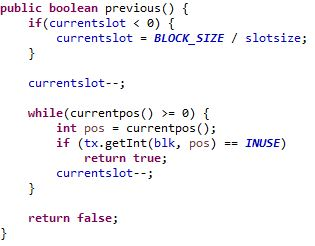 public boolean previous() {
    if(currentslot < 0) {
        currentslot = BLOCK_SIZE / slotsize;
    }

    currentslot--;

    while(currentpos() >= 0) {
        int pos = currentpos();
        if (tx.getInt(blk, pos) == INUSE)
            return true;
        currentslot--;
    }

    return false;
}